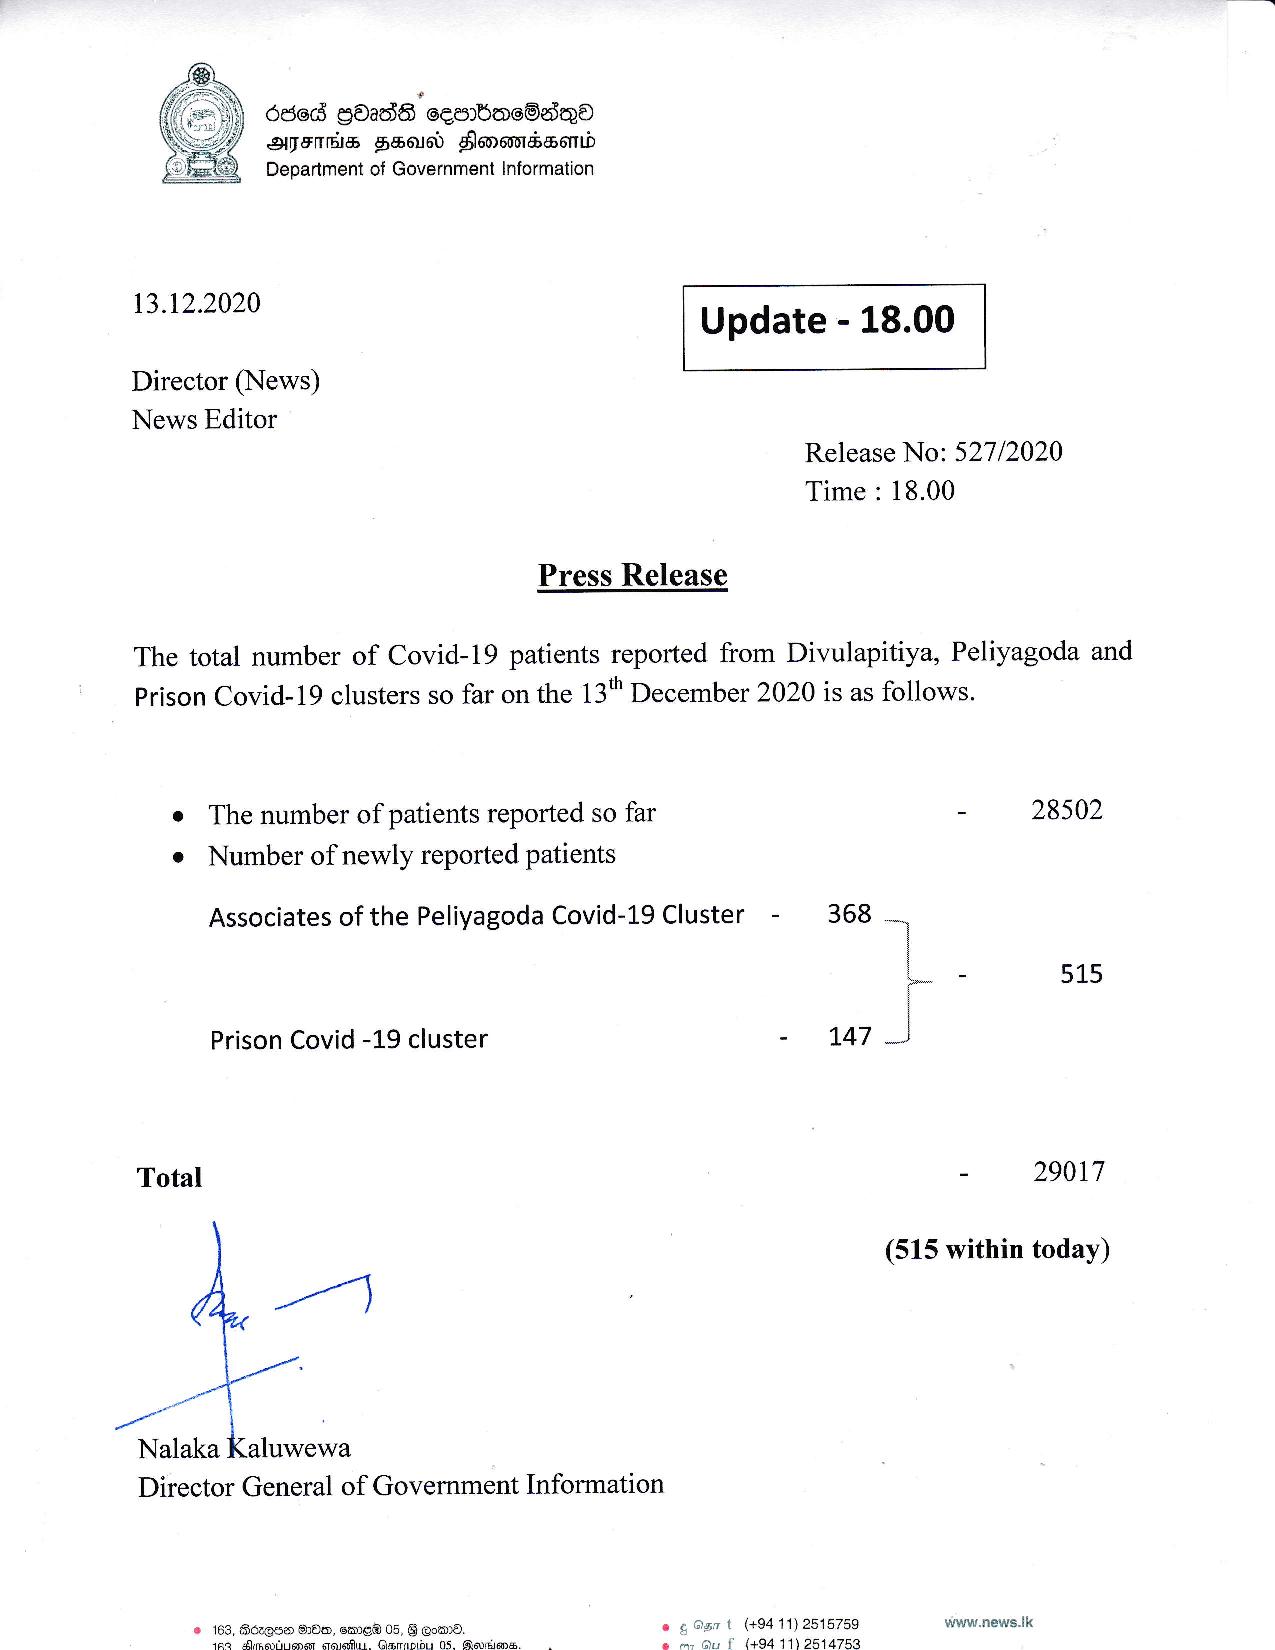 රජයේ ප්‍රවෘත්ති දෙපාර්තමේන්තුව
அரசாங்க தகவல் திணைக்களம்
Department of Government Information
13.12.2020
Update - 18.00
Director (News)
News Editor
Release No: 527/2020
Time : 18.00
Press Release
The total number of Covid-19 patients reported from Divulapitiya, Peliyagoda and
Prison Covid-19 clusters so far on the 13th December 2020 is as follows.
• The number of patients reported so far - 28502
• Number of newly reported patients
Associates of the Peliyagoda Covid-19 Cluster - 368
- 515
Prison Covid -19 cluster - 147
Total - 29017
(515 within today)
Nalaka Kaluwewa
Director General of Government Information
• 163, කිරුළපන මාවත, කොළඹ 05, ශ්‍රී ලංකාව. • දු தொ t (+94 11) 2515759 www.news.lk
163, கிருலப்பனை எவனியூ, கொழும்பு 05, இலங்கை. • f (+94 11) 2514753